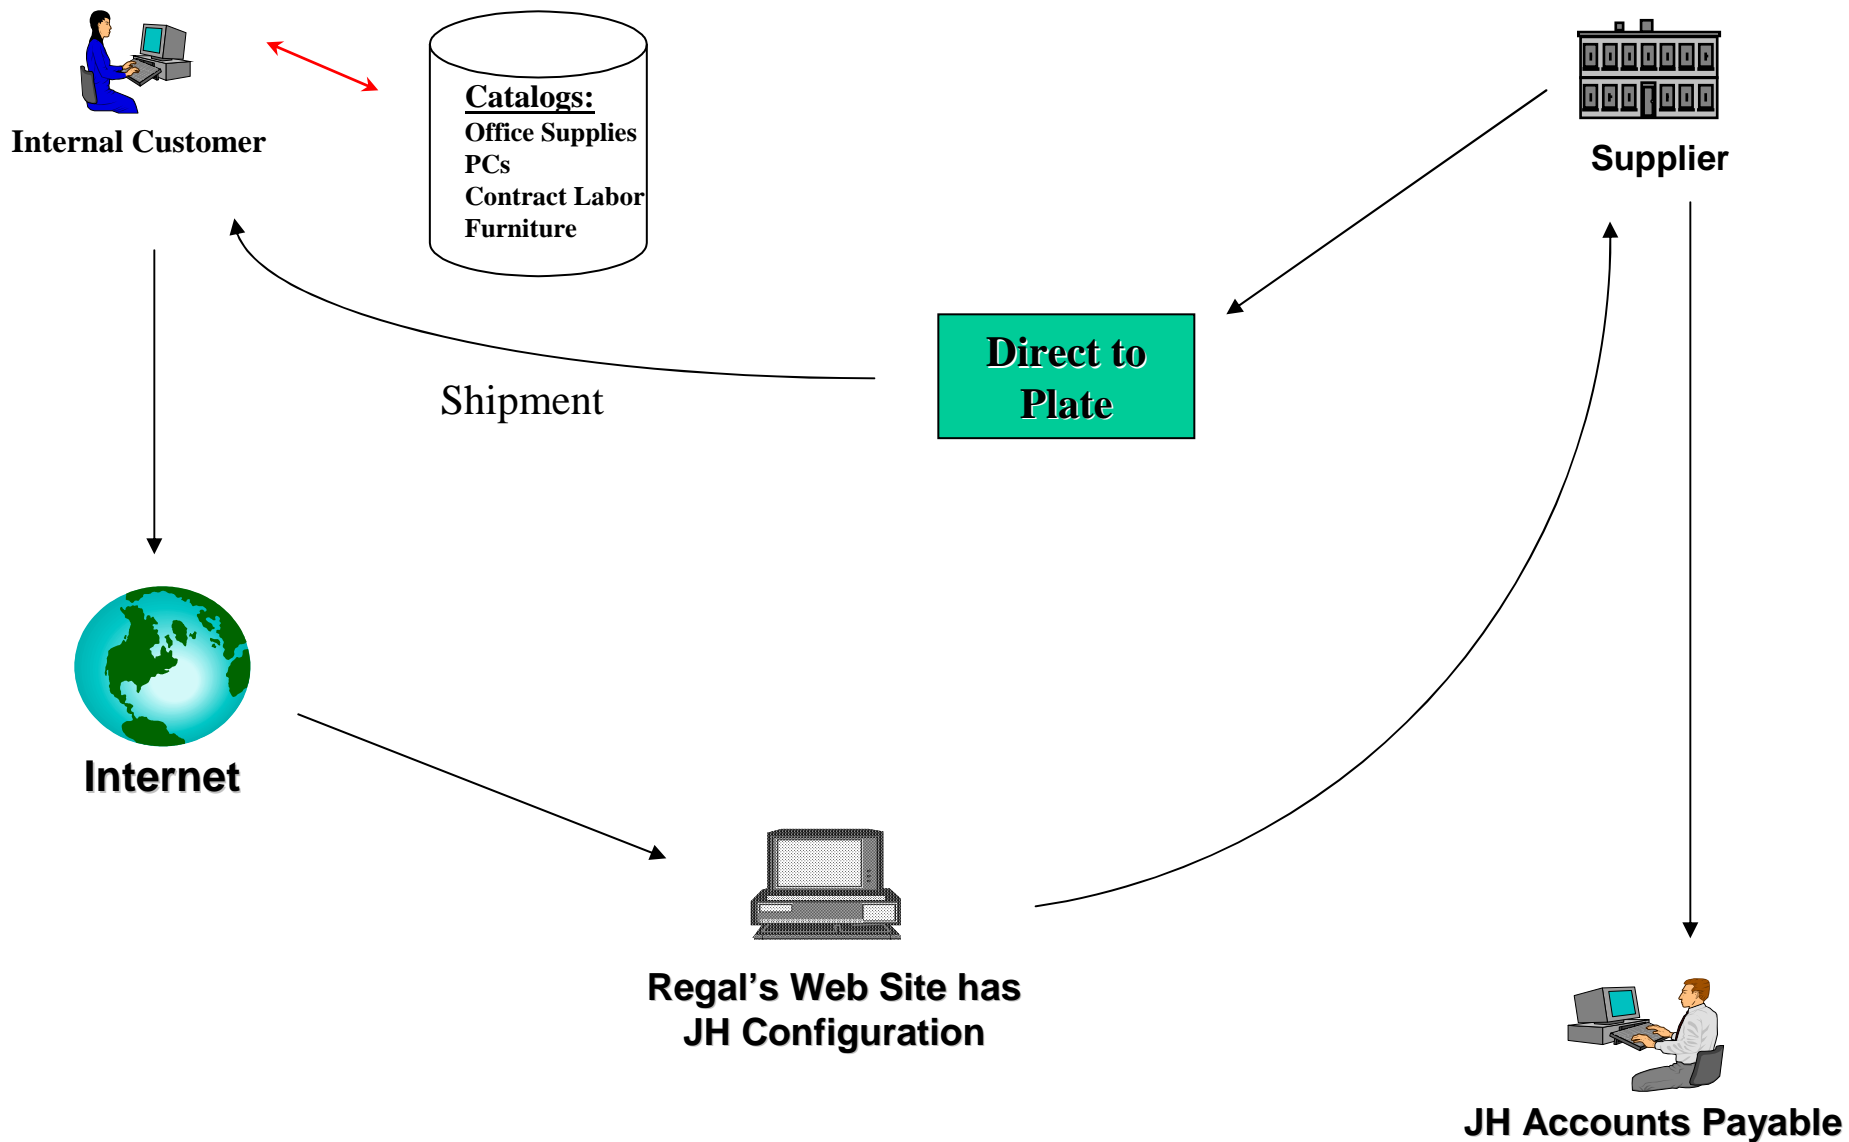 Internal Customer
Catalogs:
Office Supplies
PCs
Contract Labor
Furniture
Supplier
Direct to
Plate
Shipment
Internet
Regal’s Web Site has
JH Configuration
JH Accounts Payable